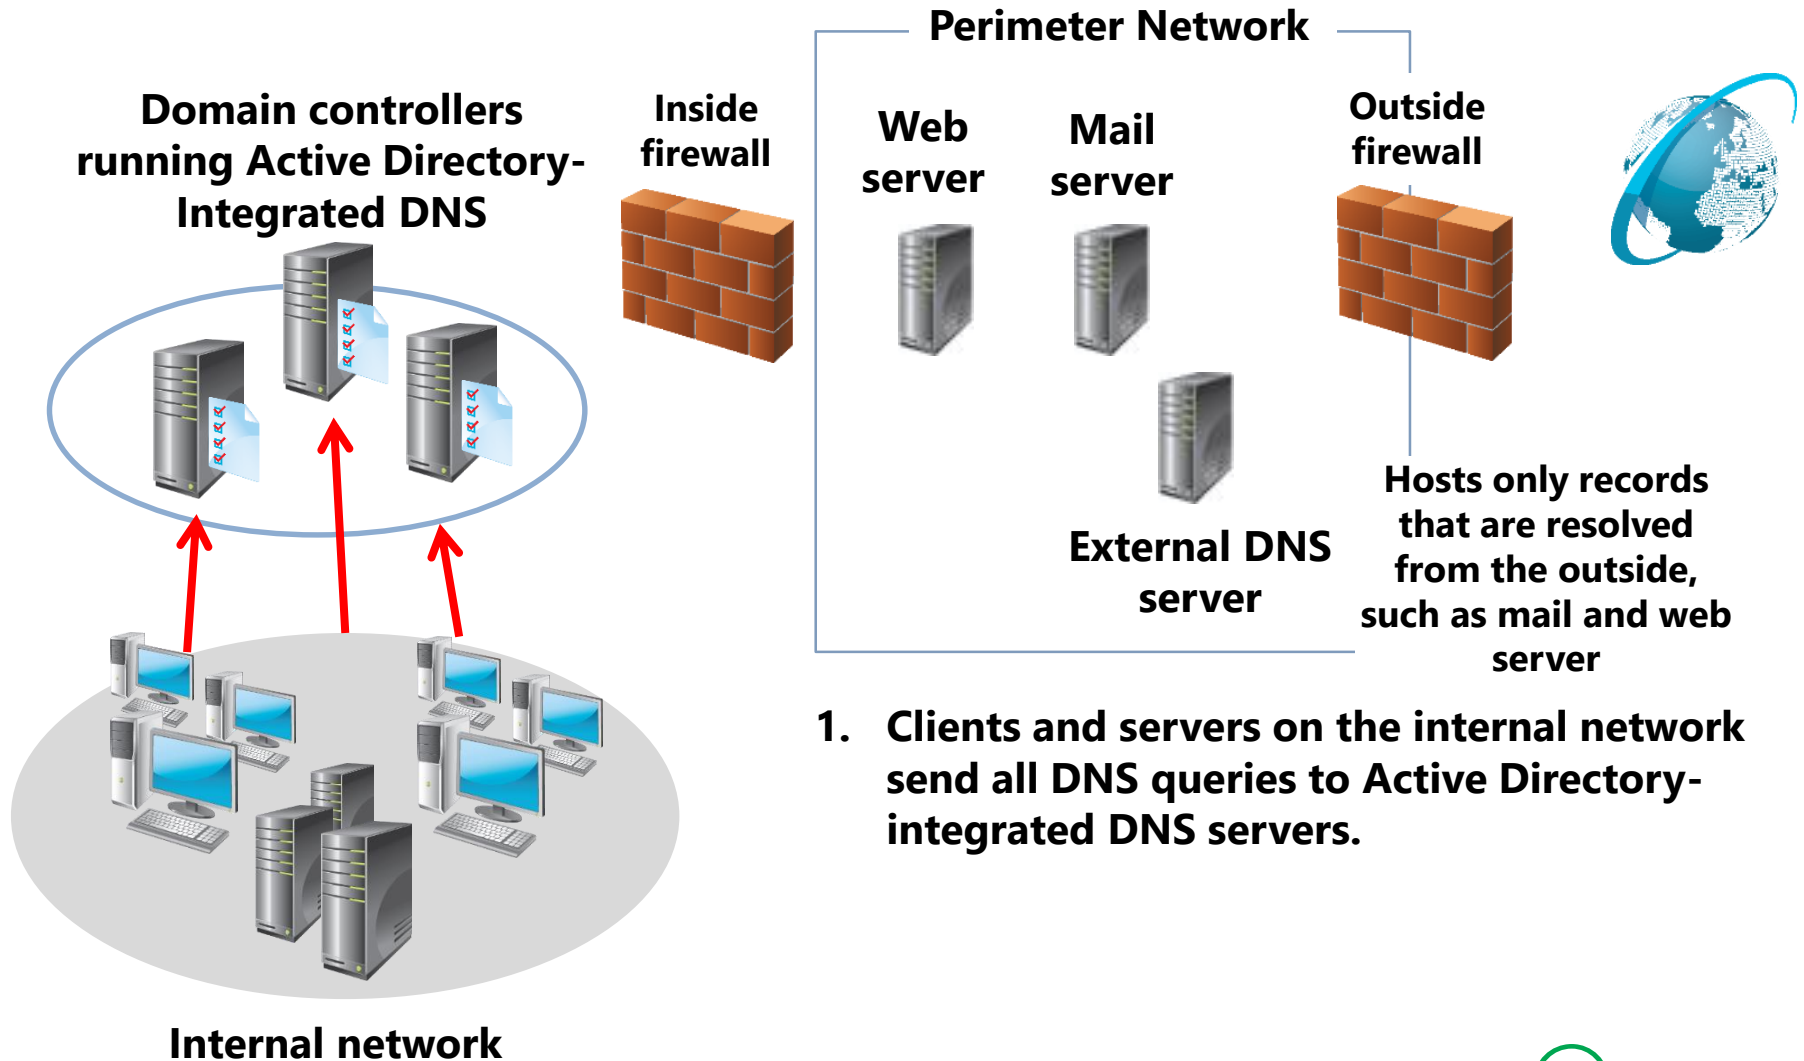 Perimeter Network
Domain controllers
running Active Directory-
Integrated DNS
Inside
firewall
Web
server
Mail
server
Outside
firewall
External DNS
server
Hosts only records
that are resolved
from the outside,
such as mail and web
server
1. Clients and servers on the internal network
send all DNS queries to Active Directory-
integrated DNS servers.
Internal network